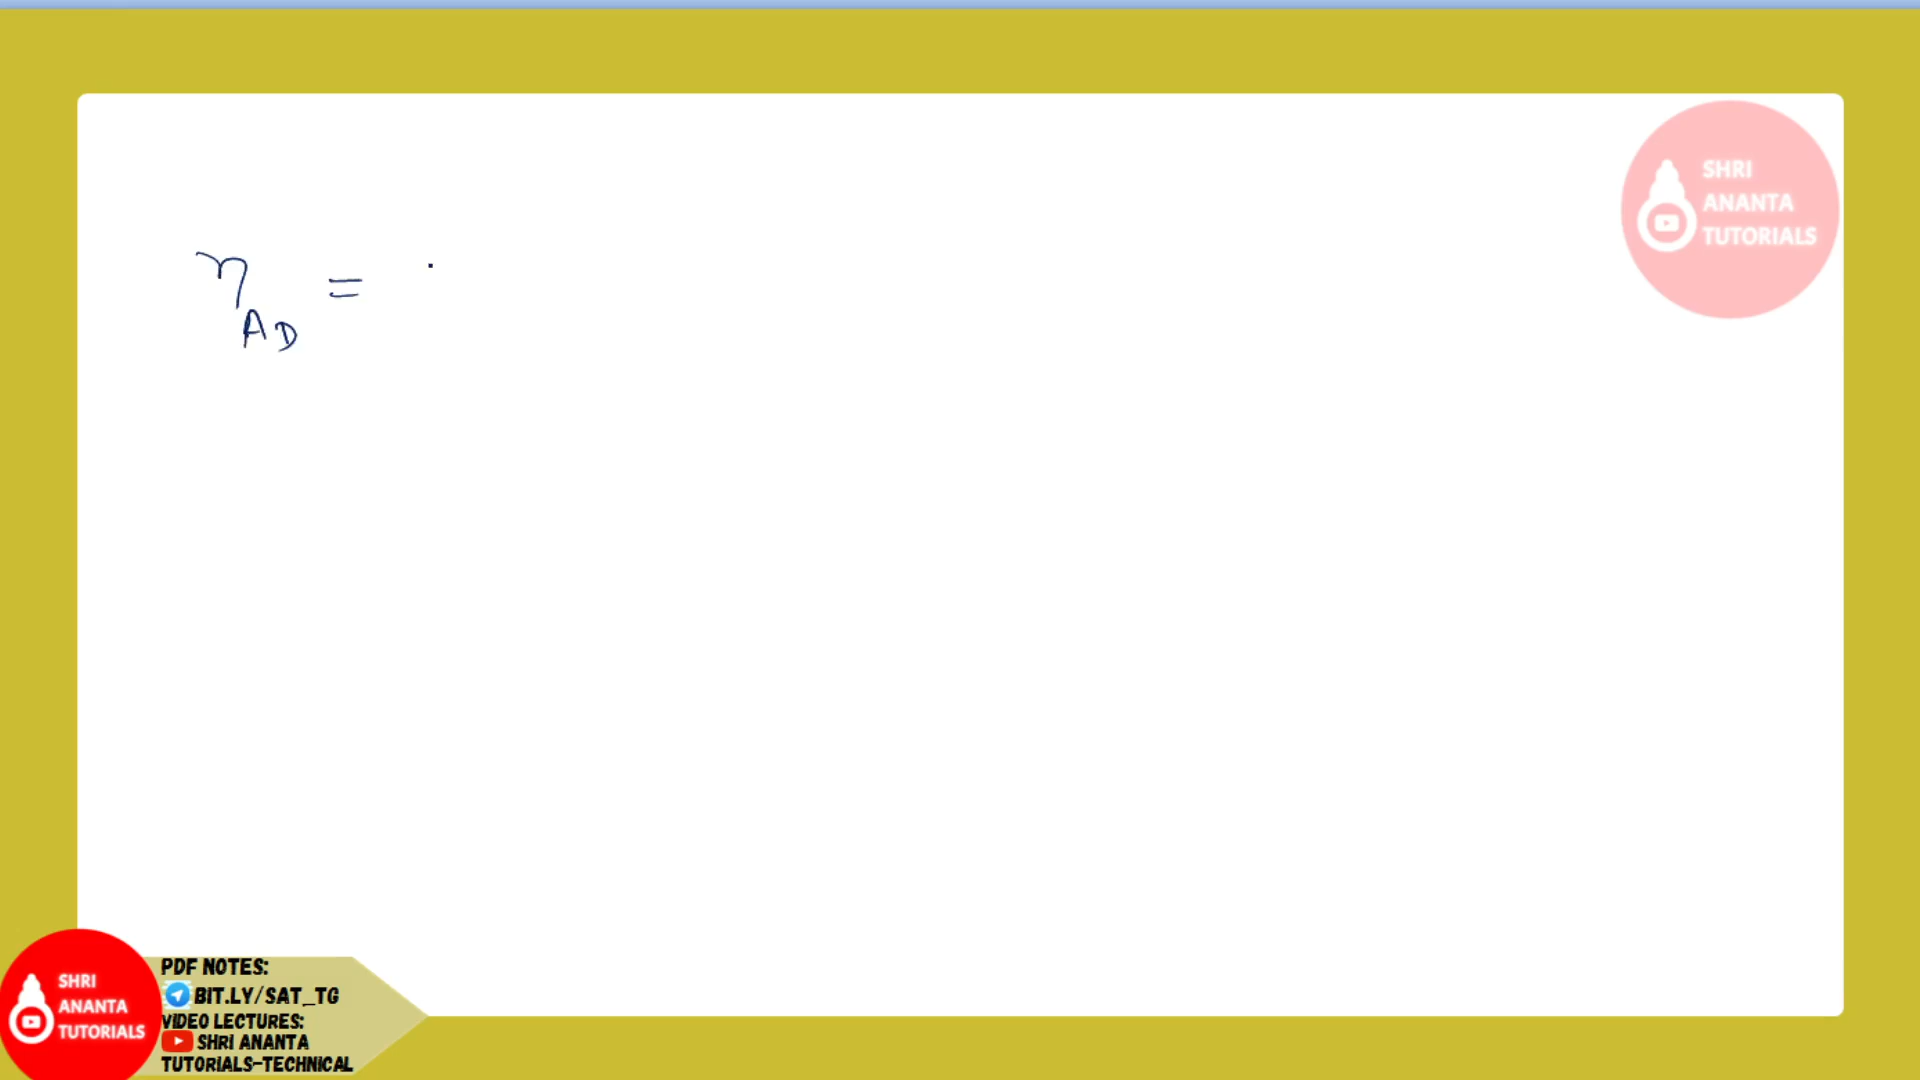 SHRI
ANANTA
TUTORIALS
η_AD =
SHRI
ANANTA
TUTORIALS
PDF NOTES:
BIT.LY/SAT_TG
VIDEO LECTURES:
SHRI ANANTA
TUTORIALS-TECHNICAL